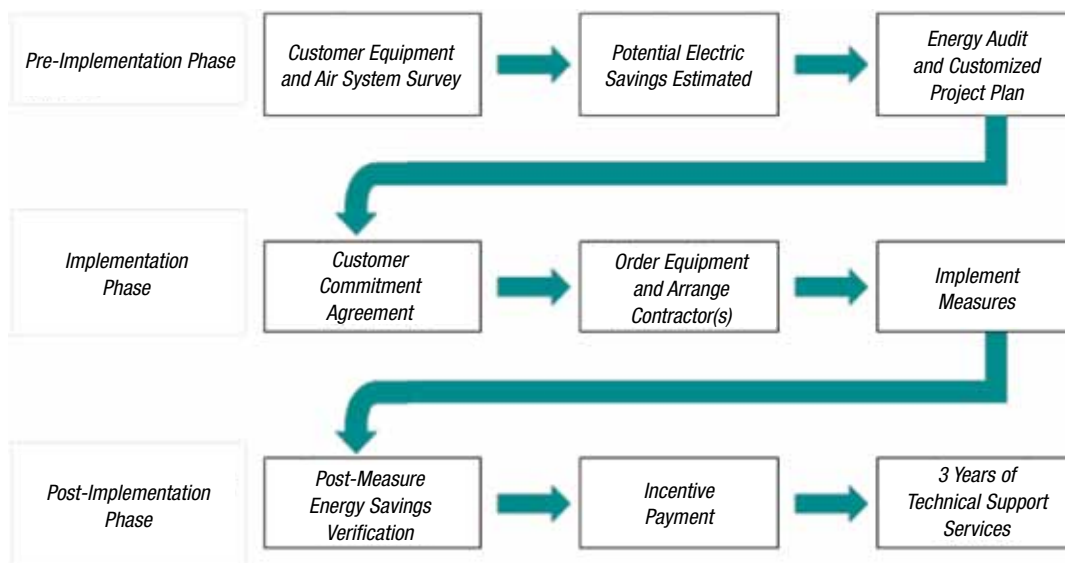 Pre-Implementation Phase
Customer Equipment
and Air System Survey
Potential Electric
Savings Estimated
Energy Audit
and Customized
Project Plan
Implementation
Phase
Customer
Commitment
Agreement
Order Equipment
and Arrange
Contractor(s)
Implement
Measures
Post-Implementation
Phase
Post-Measure
Energy Savings
Verification
Incentive
Payment
3 Years of
Technical Support
Services